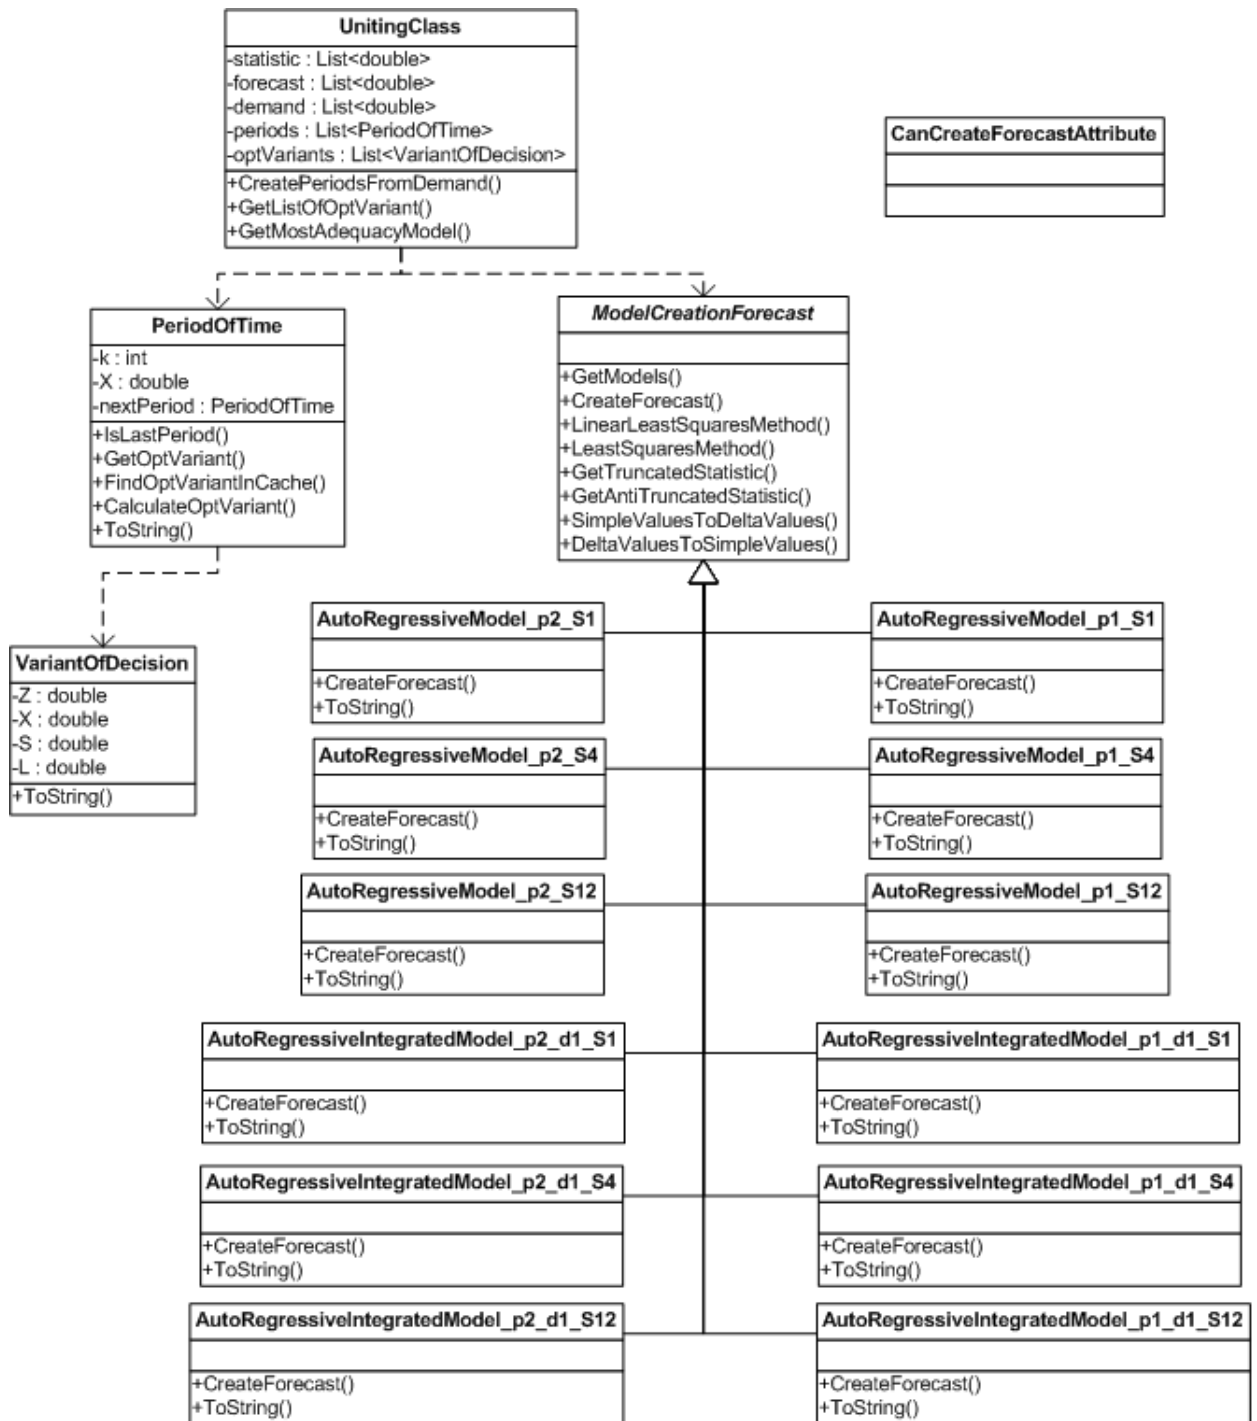 UnitingClass
-statistic : List<double>
-forecast : List<double>
-demand : List<double>
-periods : List<PeriodOfTime>
-optVariants : List<VariantOfDecision>
+CreatePeriodsFromDemand()
+GetListOfOptVariant()
+GetMostAdequacyModel()
CanCreateForecastAttribute
PeriodOfTime
-k : int
-X : double
-nextPeriod : PeriodOfTime
+IsLastPeriod()
+GetOptVariant()
+FindOptVariantInCache()
+CalculateOptVariant()
+ToString()
ModelCreationForecast
+GetModels()
+CreateForecast()
+LinearLeastSquaresMethod()
+LeastSquaresMethod()
+GetTruncatedStatistic()
+GetAntiTruncatedStatistic()
+SimpleValuesToDeltaValues()
+DeltaValuesToSimpleValues()
VariantOfDecision
-Z : double
-X : double
-S : double
-L : double
+ToString()
AutoRegressiveModel_p2_S1
+CreateForecast()
+ToString()
AutoRegressiveModel_p1_S1
+CreateForecast()
+ToString()
AutoRegressiveModel_p2_S4
+CreateForecast()
+ToString()
AutoRegressiveModel_p1_S4
+CreateForecast()
+ToString()
AutoRegressiveModel_p2_S12
+CreateForecast()
+ToString()
AutoRegressiveModel_p1_S12
+CreateForecast()
+ToString()
AutoRegressiveIntegratedModel_p2_d1_S1
+CreateForecast()
+ToString()
AutoRegressiveIntegratedModel_p1_d1_S1
+CreateForecast()
+ToString()
AutoRegressiveIntegratedModel_p2_d1_S4
+CreateForecast()
+ToString()
AutoRegressiveIntegratedModel_p1_d1_S4
+CreateForecast()
+ToString()
AutoRegressiveIntegratedModel_p2_d1_S12
+CreateForecast()
+ToString()
AutoRegressiveIntegratedModel_p1_d1_S12
+CreateForecast()
+ToString()